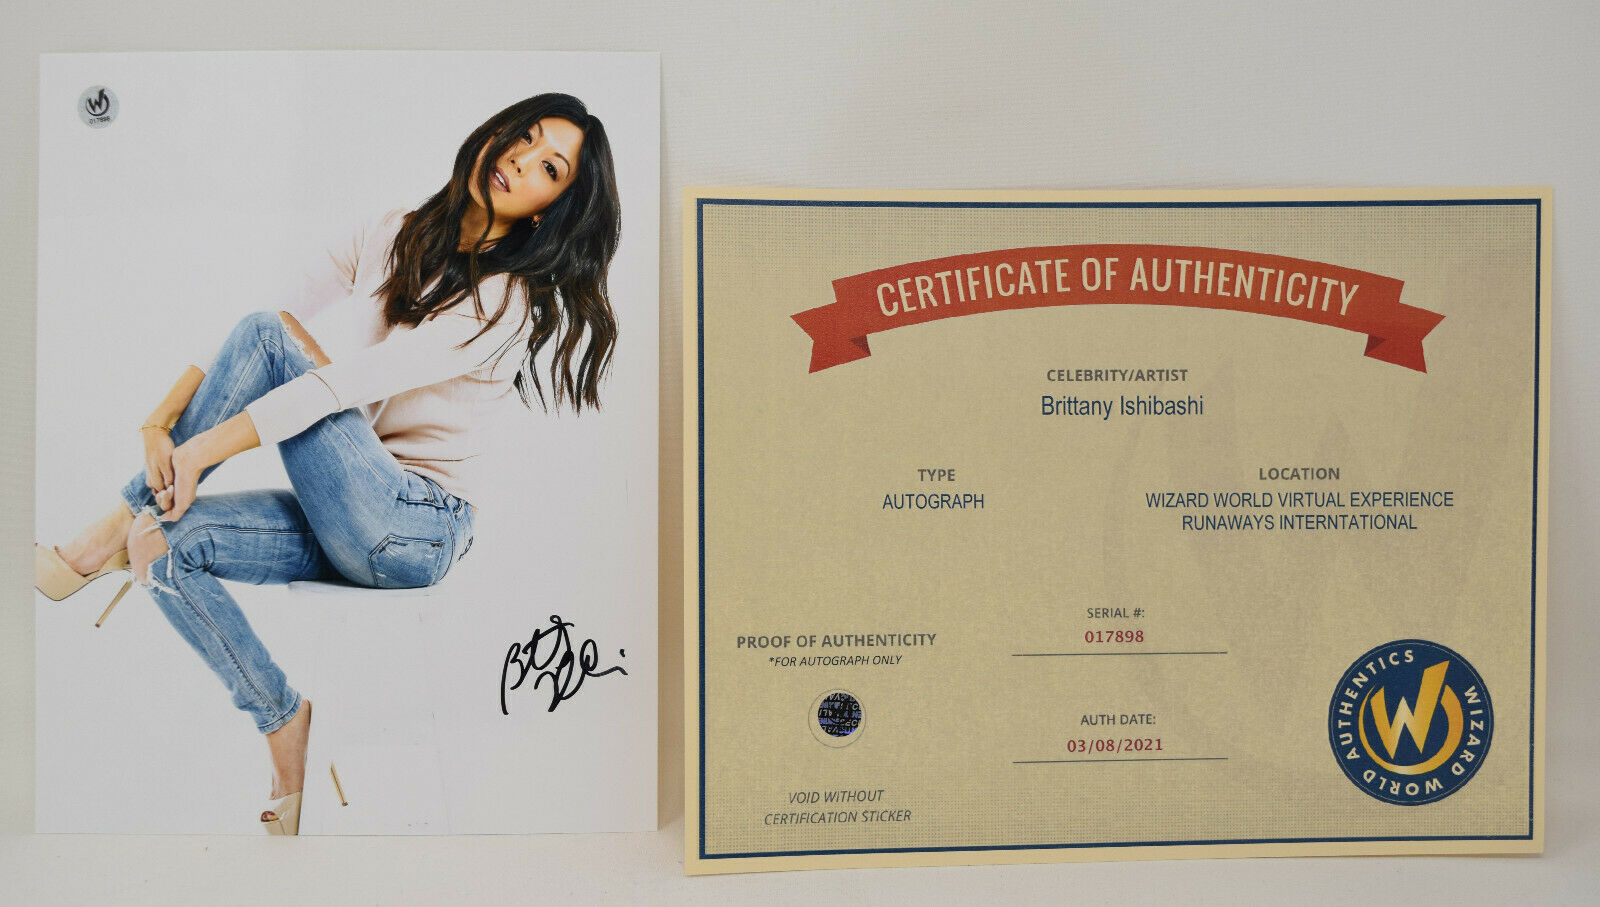 W
017898
CERTIFICATE OF AUTHENTICITY
CELEBRITY/ARTIST
Brittany Ishibashi
TYPE
AUTOGRAPH
LOCATION
WIZARD WORLD VIRTUAL EXPERIENCE
RUNAWAYS INTERNTATIONAL
SERIAL #:
017898
PROOF OF AUTHENTICITY
*FOR AUTOGRAPH ONLY
AUTH DATE:
03/08/2021
VOID WITHOUT
CERTIFICATION STICKER
W
WIZARD WORLD AUTHENTICS